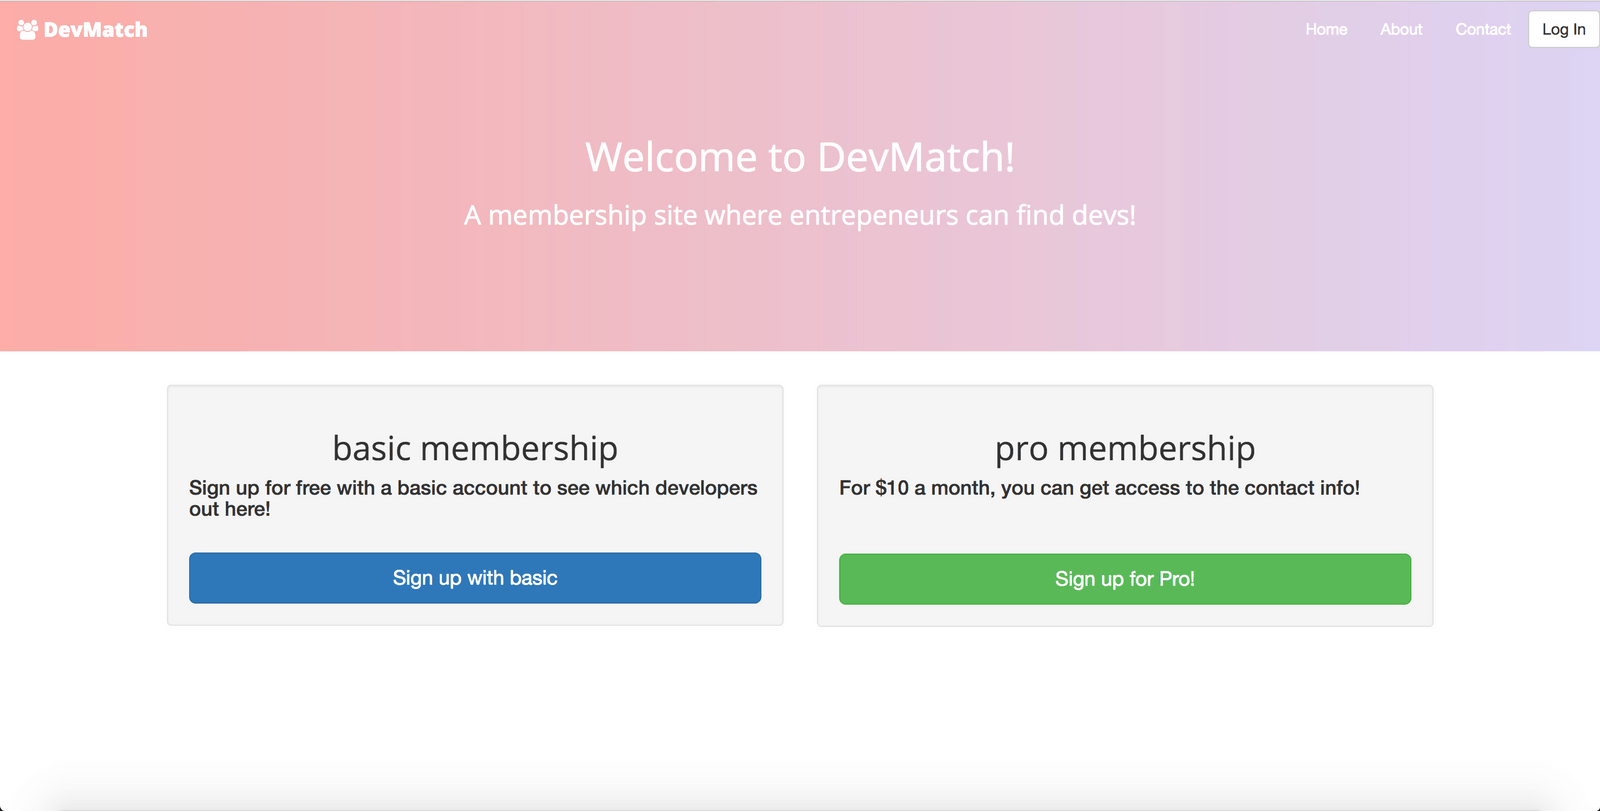 DevMatch
Home
About
Contact
Log In
Welcome to DevMatch!
A membership site where entrepeneurs can find devs!
basic membership
Sign up for free with a basic account to see which developers
out here!
Sign up with basic
pro membership
For $10 a month, you can get access to the contact info!
Sign up for Pro!